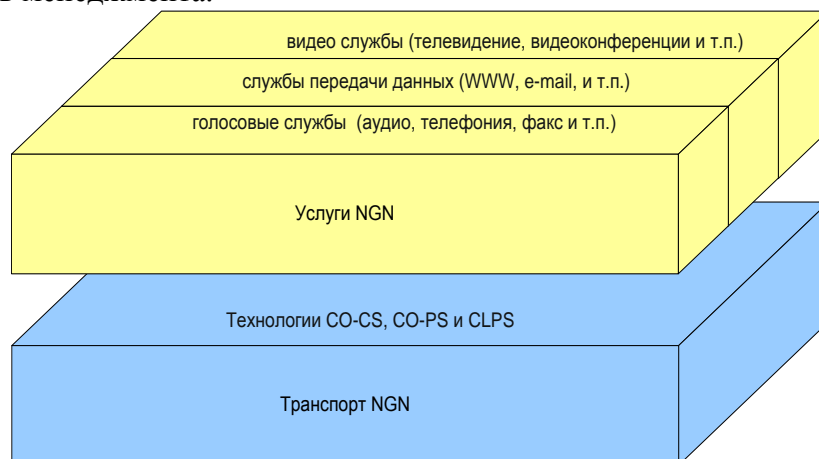 менеджмента.
видео службы (телевидение, видеоконференции и т.п.)
службы передачи данных (WWW, e-mail, и т.п.)
голосовые службы (аудио, телефония, факс и т.п.)
Услуги NGN
Технологии CO-CS, CO-PS и CLPS
Транспорт NGN